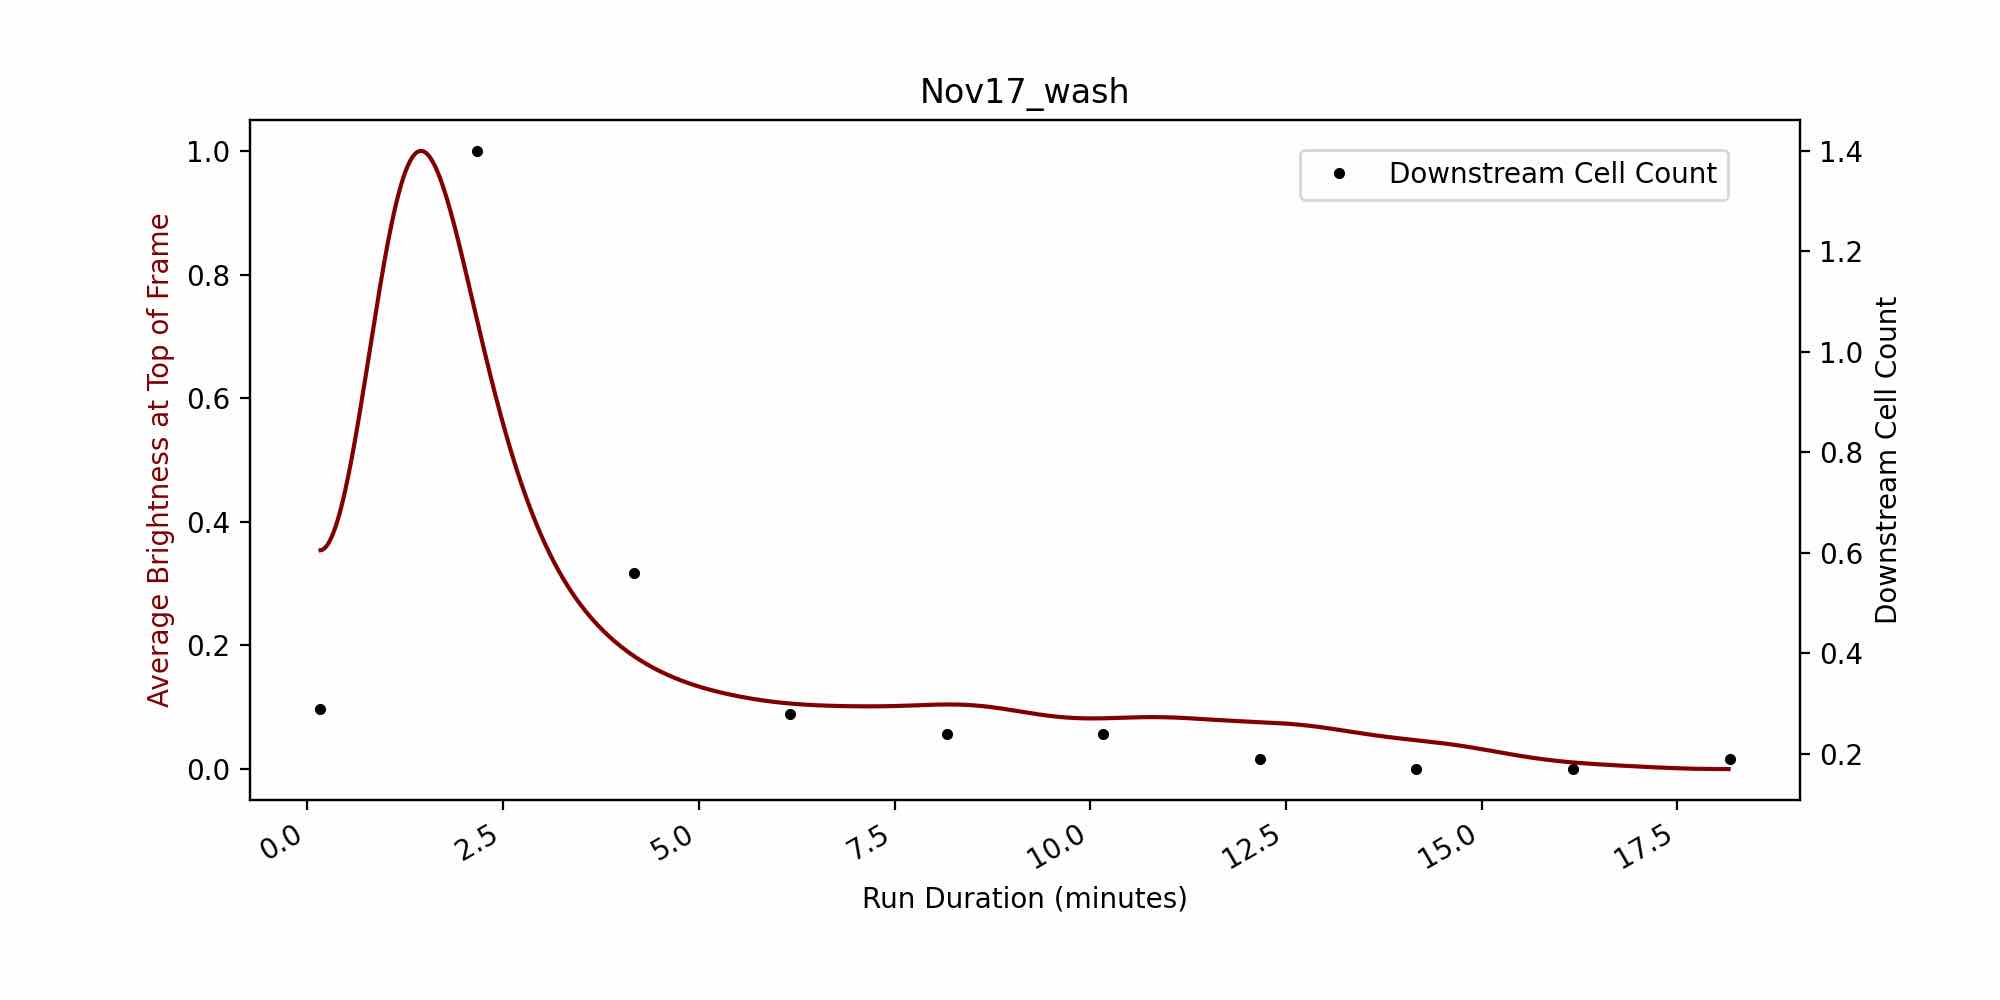 Nov17_wash
Downstream Cell Count
Average Brightness at Top of Frame
1.0
0.8
0.6
0.4
0.2
0.0
1.4
1.2
1.0
0.8
0.6
0.4
0.2
Downstream Cell Count
0.0 2.5 5.0 7.5 10.0 12.5 15.0 17.5
Run Duration (minutes)